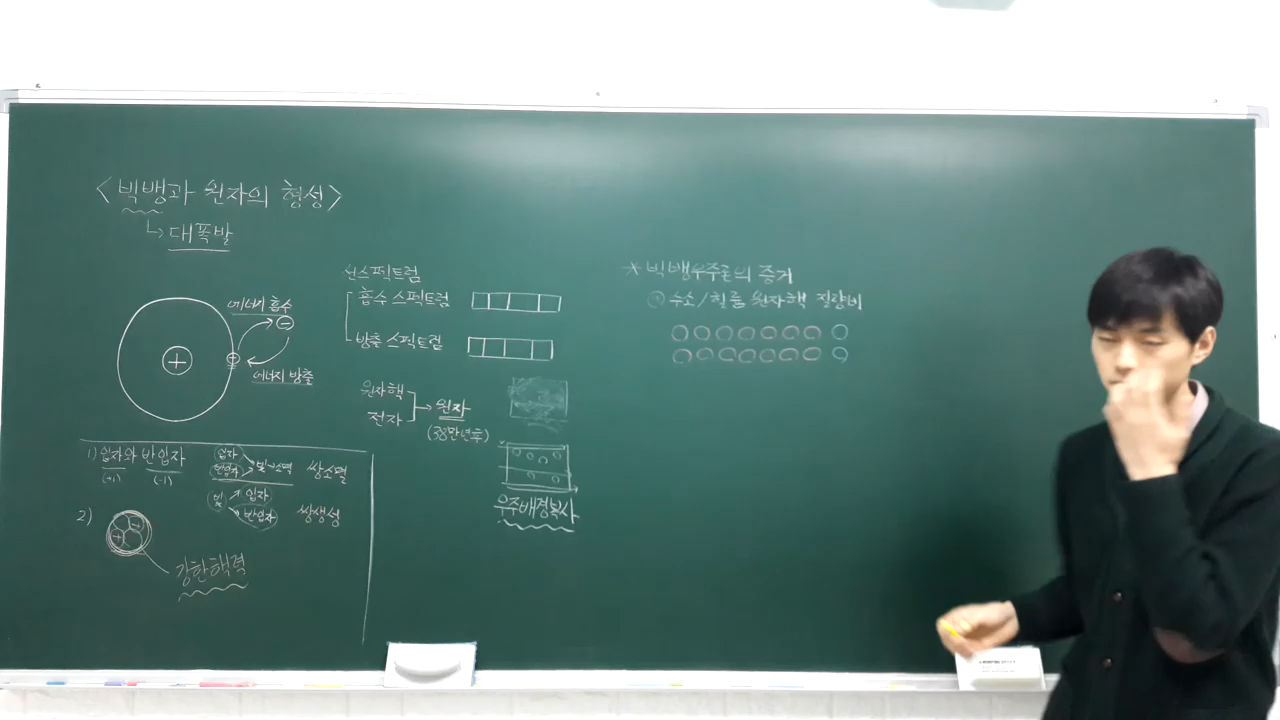 <빅뱅과 원자의 형성>
↳ 대폭발
에너지 흡수
+
−
에너지 방출
선스펙트럼
흡수 스펙트럼
방출 스펙트럼
원자핵
전자
→ 원자
(38만년후)
우주배경복사
1) 입자와 반입자
(+1) (-1)
입자
반입자
빛→소멸 쌍소멸
빛 입자
반입자 쌍생성
2)
+
강한핵력
* 빅뱅우주론의 증거
① 수소/헬륨 원자핵 질량비